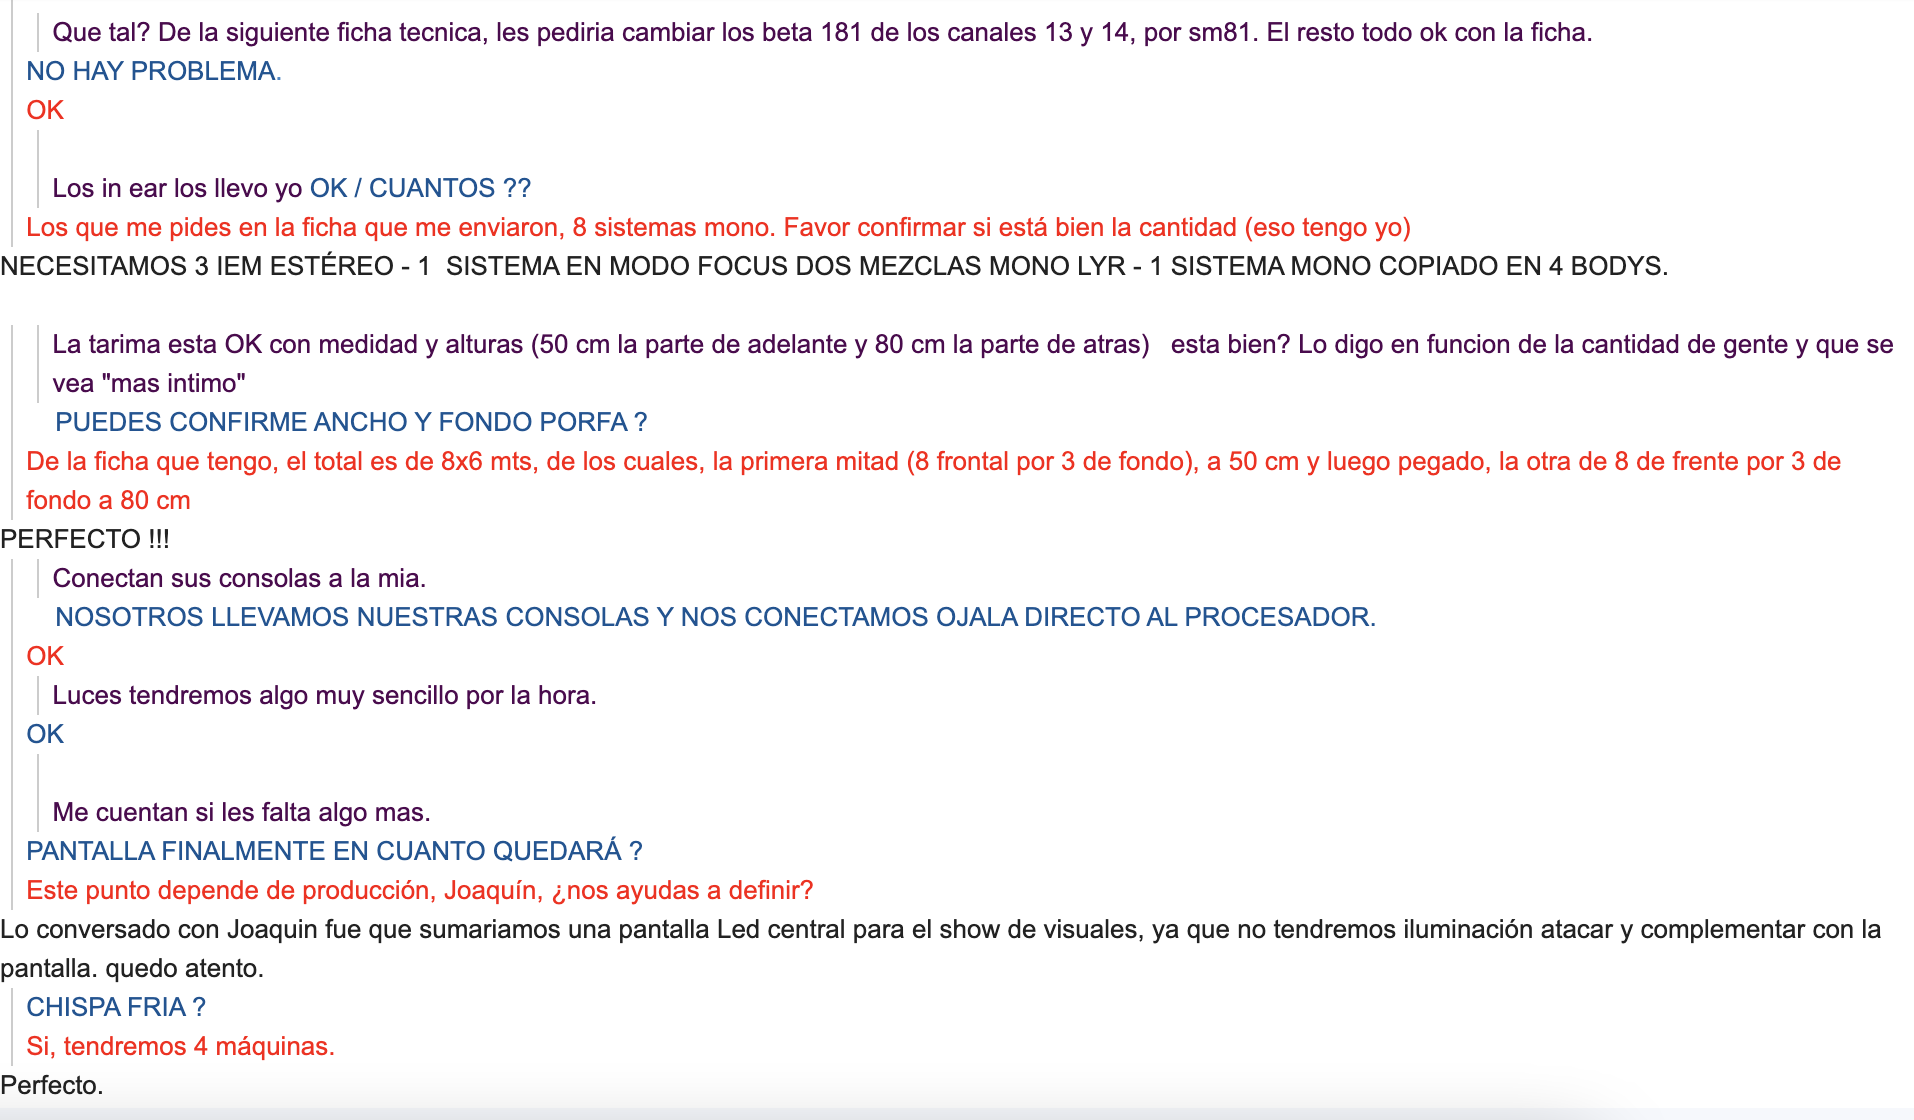 Que tal? De la siguiente ficha tecnica, les pediria cambiar los beta 181 de los canales 13 y 14, por sm81. El resto todo ok con la ficha.
NO HAY PROBLEMA.
OK
Los in ear los llevo yo OK / CUANTOS ??
Los que me pides en la ficha que me enviaron, 8 sistemas mono. Favor confirmar si está bien la cantidad (eso tengo yo)
NECESITAMOS 3 IEM ESTÉREO - 1  SISTEMA EN MODO FOCUS DOS MEZCLAS MONO LYR - 1 SISTEMA MONO COPIADO EN 4 BODYS.
La tarima esta OK con medidad y alturas (50 cm la parte de adelante y 80 cm la parte de atras)   esta bien? Lo digo en funcion de la cantidad de gente y que se
vea "mas intimo"
PUEDES CONFIRME ANCHO Y FONDO PORFA ?
De la ficha que tengo, el total es de 8x6 mts, de los cuales, la primera mitad (8 frontal por 3 de fondo), a 50 cm y luego pegado, la otra de 8 de frente por 3 de
fondo a 80 cm
PERFECTO !!!
Conectan sus consolas a la mia.
NOSOTROS LLEVAMOS NUESTRAS CONSOLAS Y NOS CONECTAMOS OJALA DIRECTO AL PROCESADOR.
OK
Luces tendremos algo muy sencillo por la hora.
OK
Me cuentan si les falta algo mas.
PANTALLA FINALMENTE EN CUANTO QUEDARÁ ?
Este punto depende de producción, Joaquín, ¿nos ayudas a definir?
Lo conversado con Joaquin fue que sumariamos una pantalla Led central para el show de visuales, ya que no tendremos iluminación atacar y complementar con la
pantalla. quedo atento.
CHISPA FRIA ?
Si, tendremos 4 máquinas.
Perfecto.